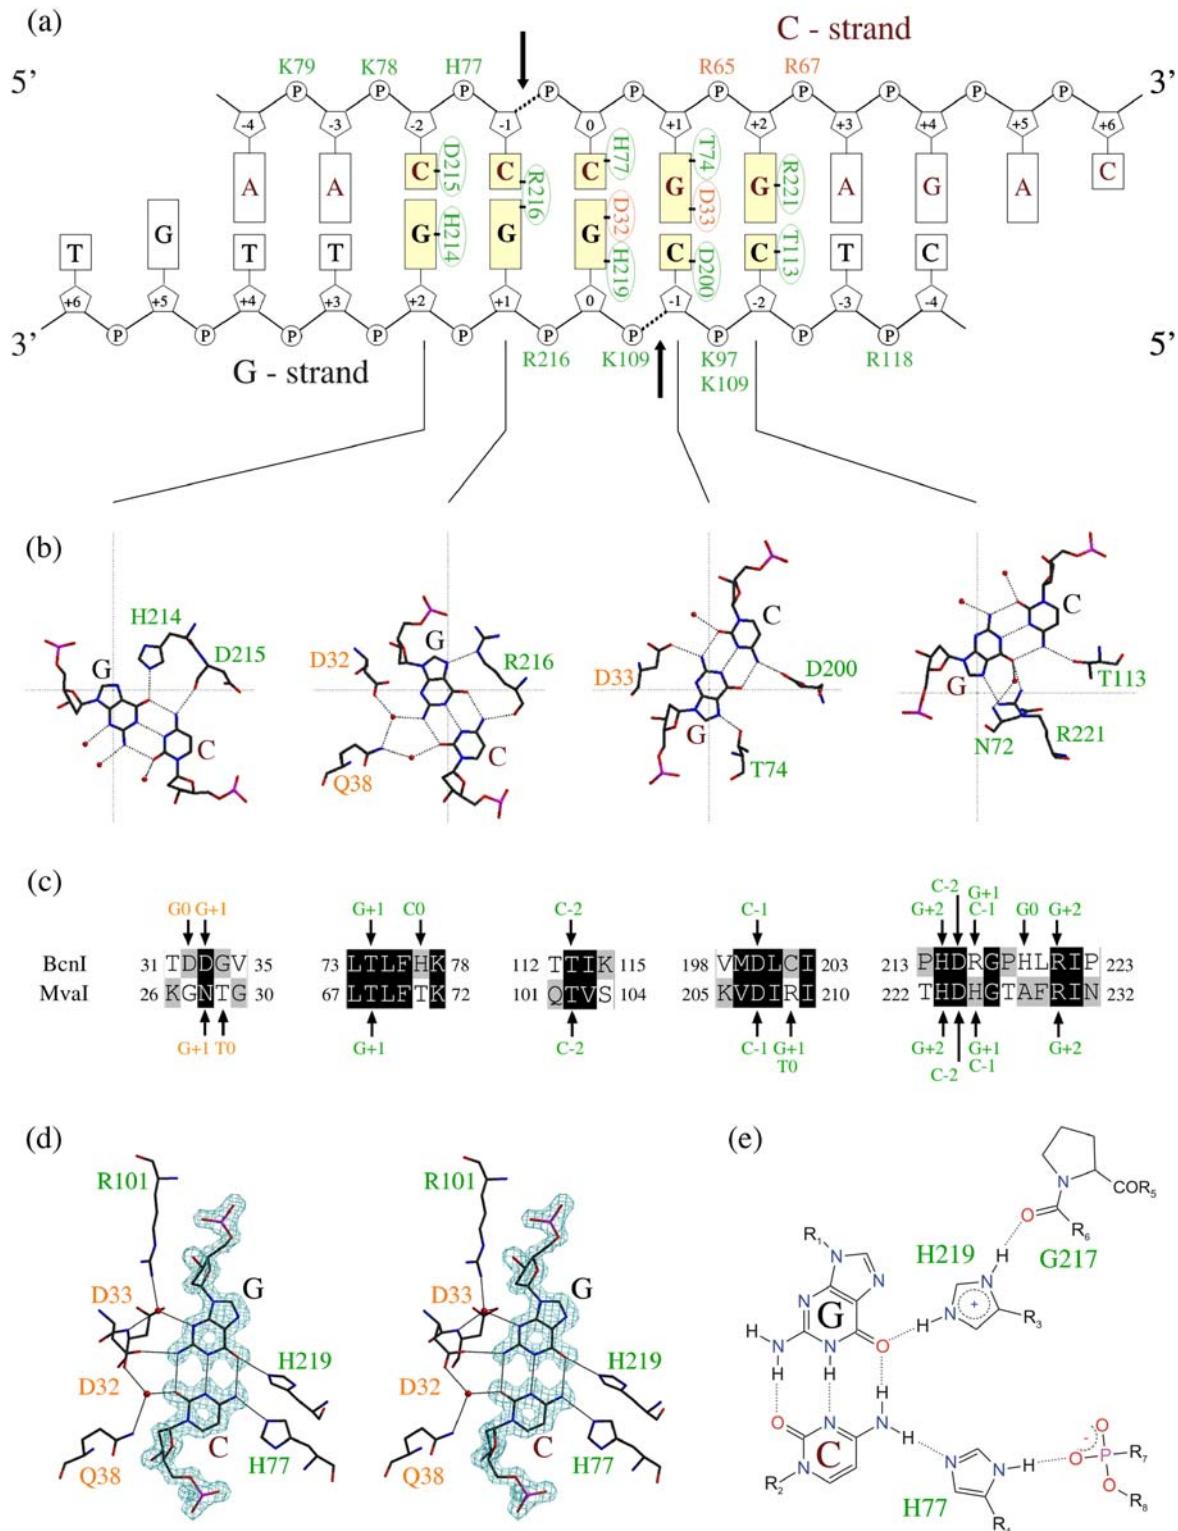 (a)
C - strand
5’
K79 K78 H77 R65 R67
3’
P P P P P P P P P P
-4 -3 -2 -1 0 +1 +2 +3 +4 +5 +6
A A C C C G G A G A C
D215 R216 H77 T74 R221
H214 D32 D33
H219 D200 T113
T G T T G G G C C T C
+6 +5 +4 +3 +2 +1 0 -1 -2 -3 -4
P P P P P P P P P P
3’
R216 K109 K97 R118
5’
G - strand
K109
(b)
H214
G
D215
C
D32
G
R216
Q38
C
C
D33
D200
G
T74
C
T113
G
N72
R221
(c)
G0 G+1 G+1 C0 C-2 C-1 G+2 C-2 G+1 C-1 G0 G+2
BcnI 31 TDDGV 35 73 LTLFHK 78 112 TTIK 115 198 VMDLCI 203 213 PHDRGPHLRIP 223
MvaI 26 KGNTG 30 67 LTLFTK 72 101 QTVS 104 205 KVDIRI 210 222 THDHGTAFRIN 232
G+1 T0 G+1 C-2 C-1 G+1 T0 G+2 C-2 G+1 C-1 G+2
(d)
R101
G
D33
H219
D32
Q38
C
H77
R101
G
D33
H219
D32
Q38
C
H77
(e)
N
O
COR5
R6
R1
N N
H
H219 G217
N
G
N
N
N
H N
+
R3
H
N
N
O
H
H
H
O
N
N
H
H
C
N
R2
N
N
H
O
O
-
P
R7
O
R8
H77